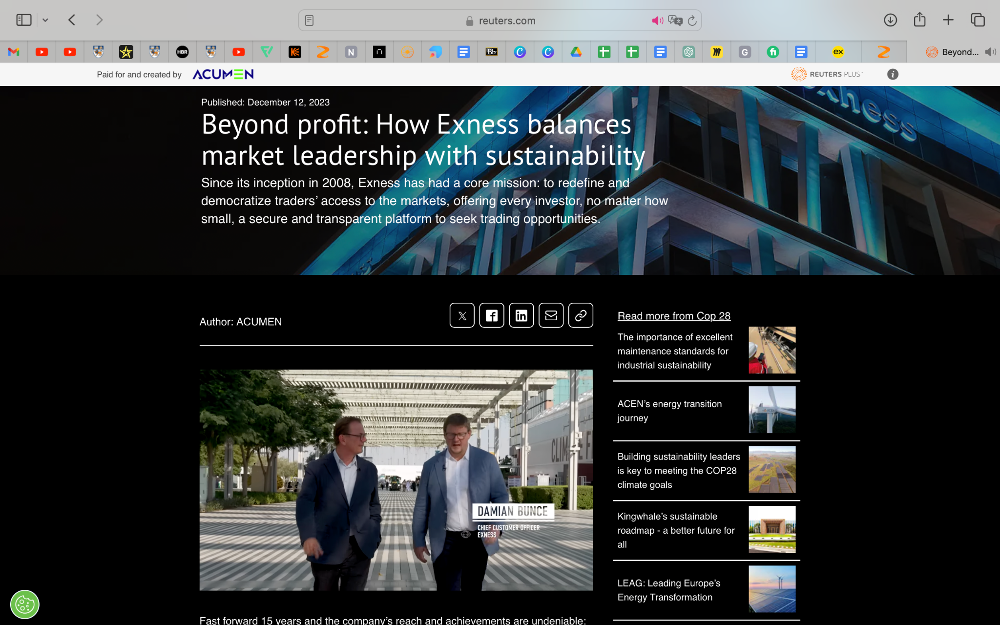 reuters.com
HBR
N
Bb
G
ex
Beyond...
Paid for and created by
ACUMEN
REUTERS PLUS™
exness
Published: December 12, 2023
Beyond profit: How Exness balances
market leadership with sustainability
Since its inception in 2008, Exness has had a core mission: to redefine and
democratize traders’ access to the markets, offering every investor, no matter how
small, a secure and transparent platform to seek trading opportunities.
Author: ACUMEN
CLIMATE F
DAMIAN BUNCE
CHIEF CUSTOMER OFFICER
EXNESS
Fast forward 15 years and the company’s reach and achievements are undeniable:
Read more from Cop 28
The importance of excellent
maintenance standards for
industrial sustainability
ACEN’s energy transition
journey
ACEN
Building sustainability leaders
is key to meeting the COP28
climate goals
Kingwhale’s sustainable
roadmap - a better future for
all
LEAG: Leading Europe’s
Energy Transformation